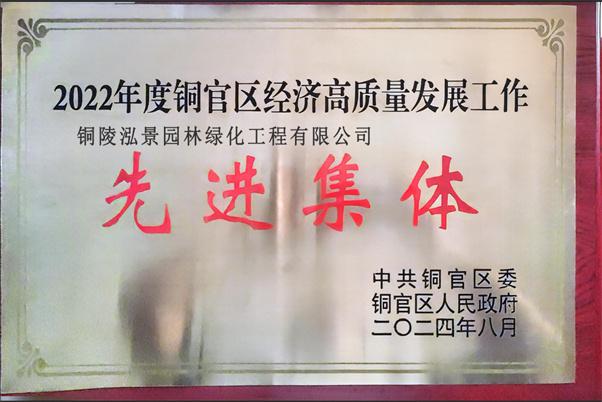 2022年度铜官区经济高质量发展工作
铜陵泓景园林绿化工程有限公司
先进集体
中共铜官区委
铜官区人民政府
二〇二四年八月